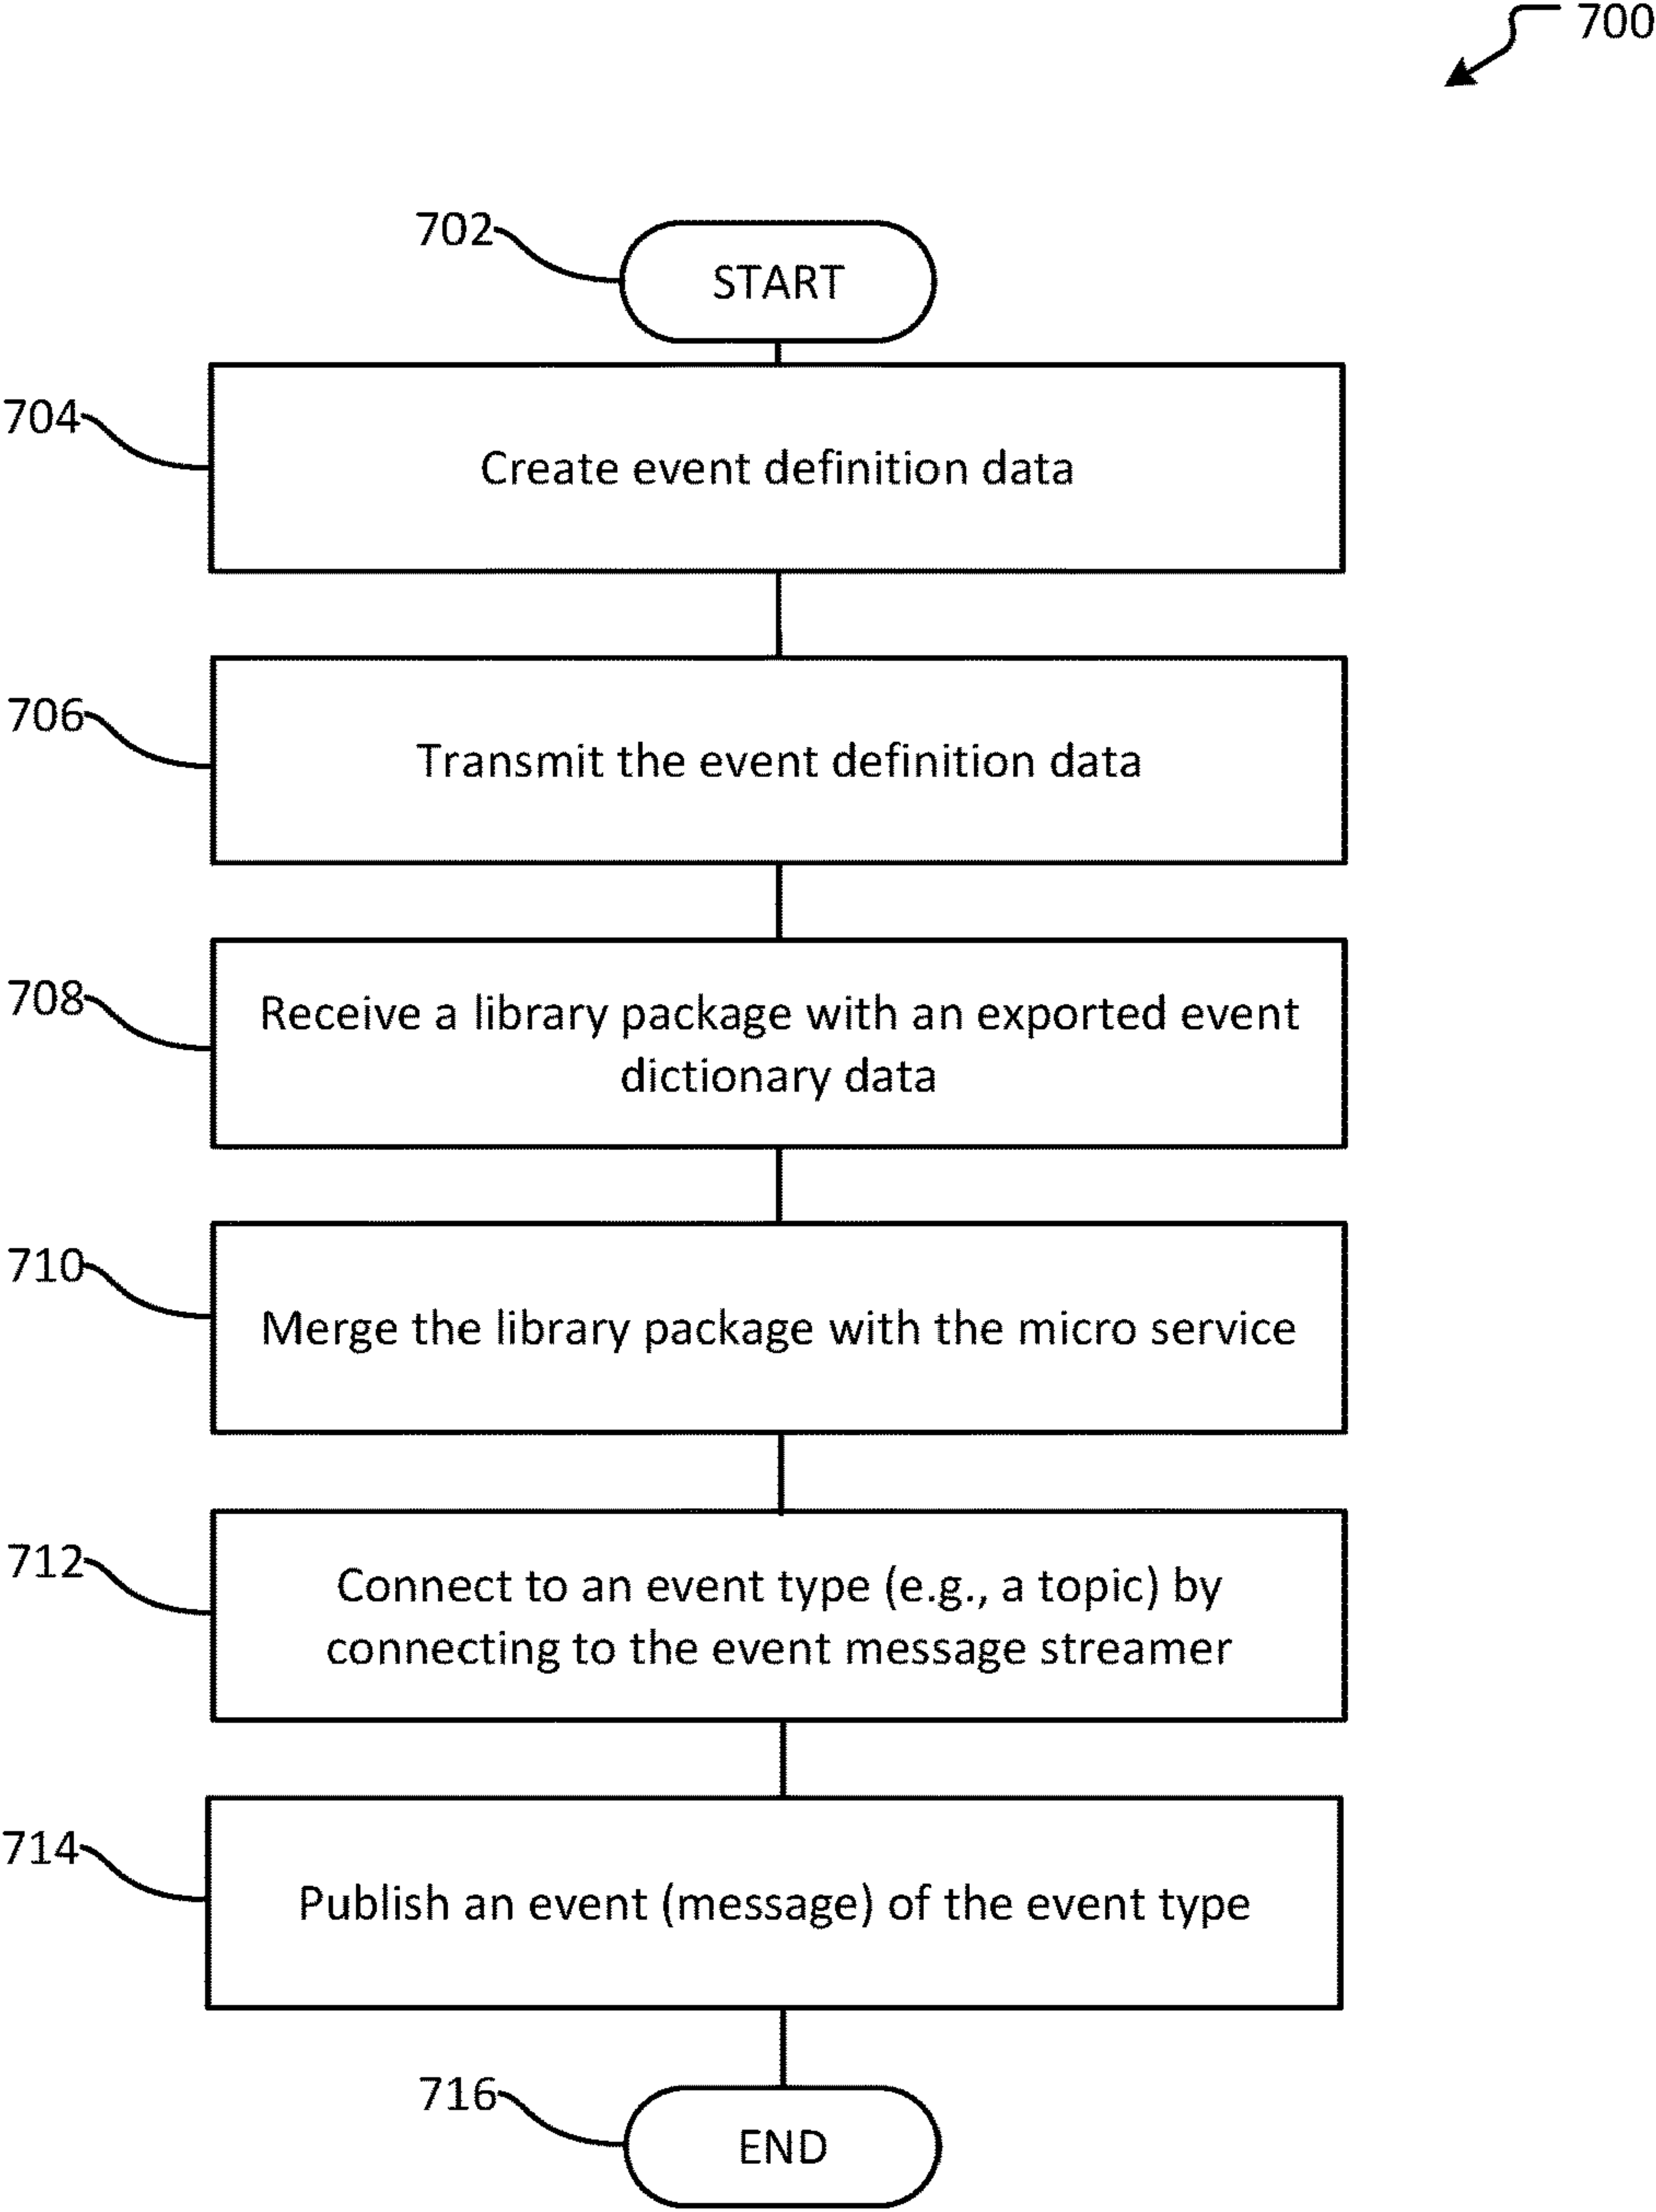 700
702
START
704
Create event definition data
706
Transmit the event definition data
708
Receive a library package with an exported event
dictionary data
710
Merge the library package with the micro service
712
Connect to an event type (e.g., a topic) by
connecting to the event message streamer
714
Publish an event (message) of the event type
716
END